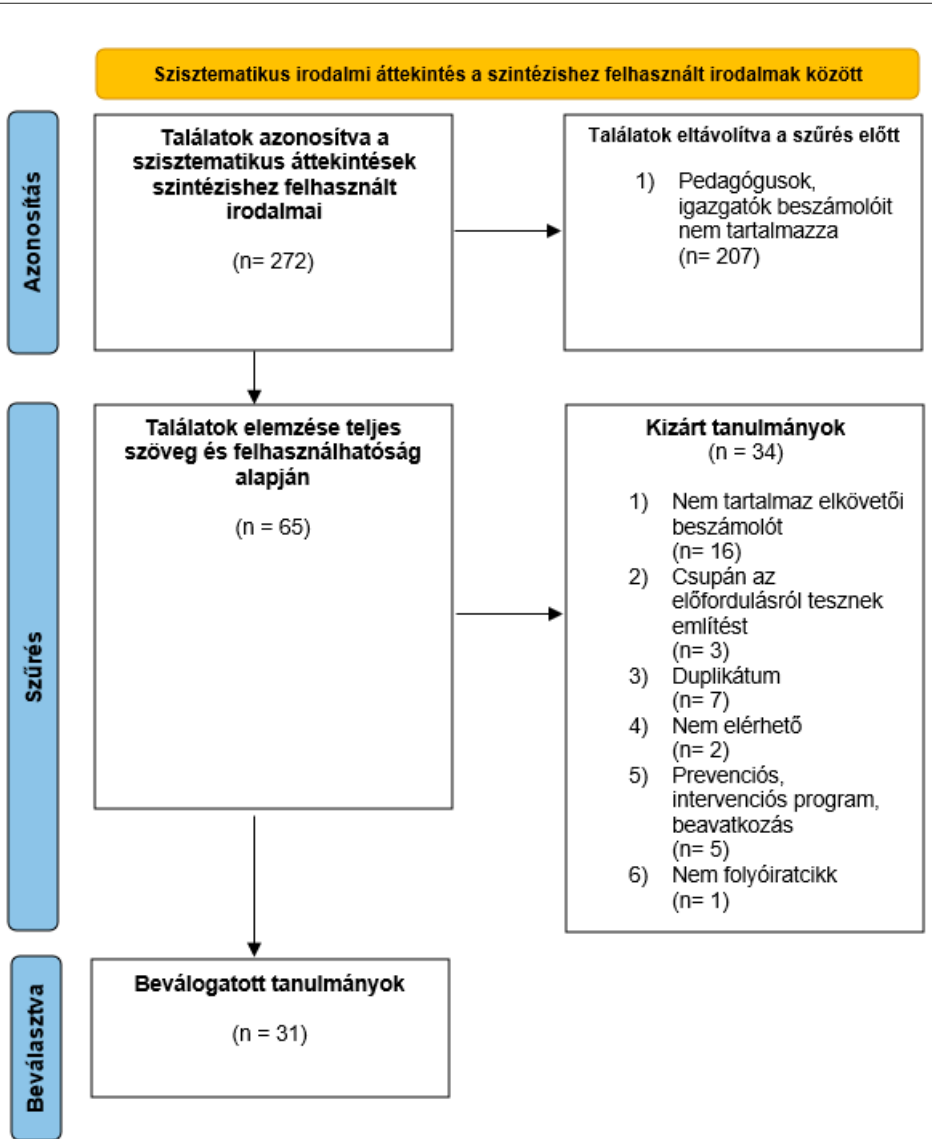 Szisztematikus irodalmi áttekintés a szintézishez felhasznált irodalmak között
Azonosítás
Találatok azonosítva a
szisztematikus áttekintések
szintézishez felhasznált
irodalmai
(n= 272)
Találatok eltávolítva a szűrés előtt
1) Pedagógusok,
igazgatók beszámolóit
nem tartalmazza
(n= 207)
Szűrés
Találatok elemzése teljes
szöveg és felhasználhatóság
alapján
(n = 65)
Kizárt tanulmányok
(n = 34)
1) Nem tartalmaz elkövetői
beszámolót
(n= 16)
2) Csupán az
előfordulásról tesznek
említést
(n= 3)
3) Duplikátum
(n= 7)
4) Nem elérhető
(n= 2)
5) Prevenciós,
intervenciós program,
beavatkozás
(n= 5)
6) Nem folyóiratcikk
(n= 1)
Beválasztva
Beválogatott tanulmányok
(n = 31)